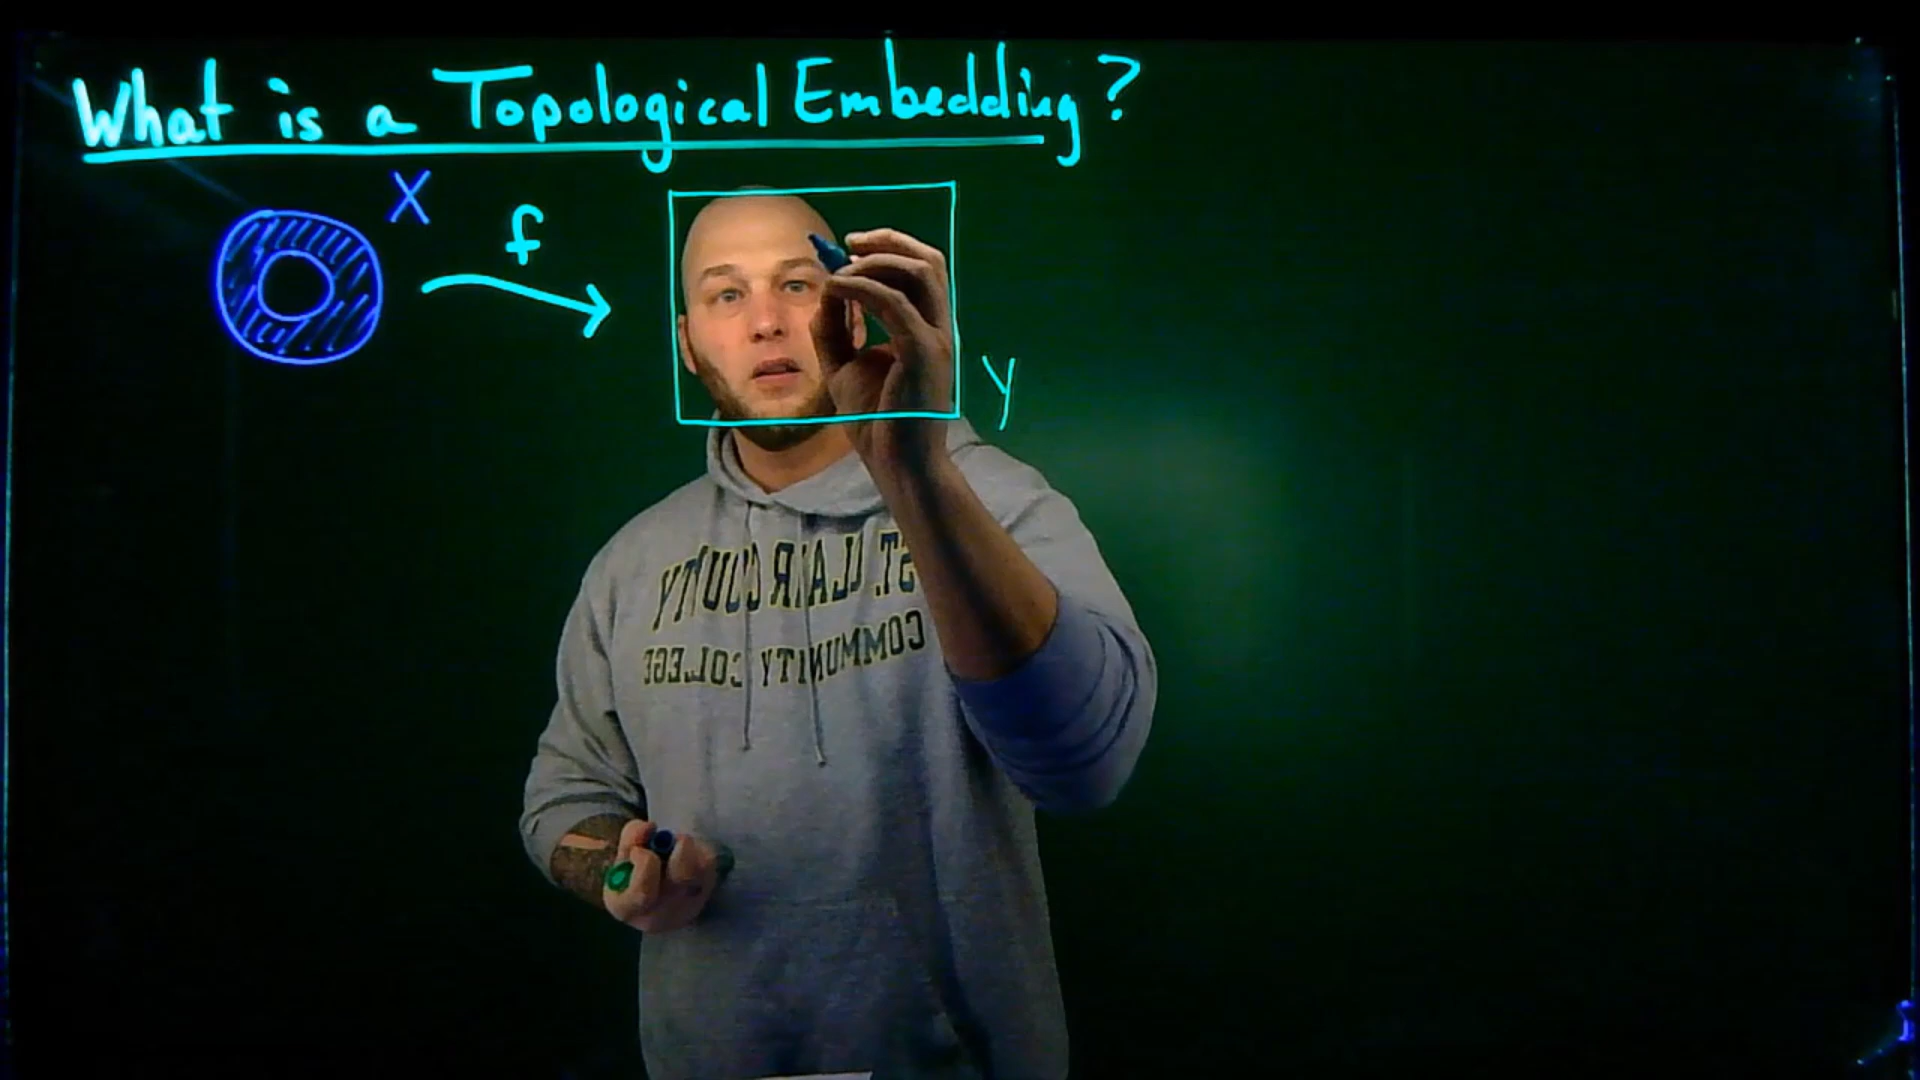 What is a Topological Embedding?
X
f
y
ST. CLAIR COUNTY
COMMUNITY COLLEGE